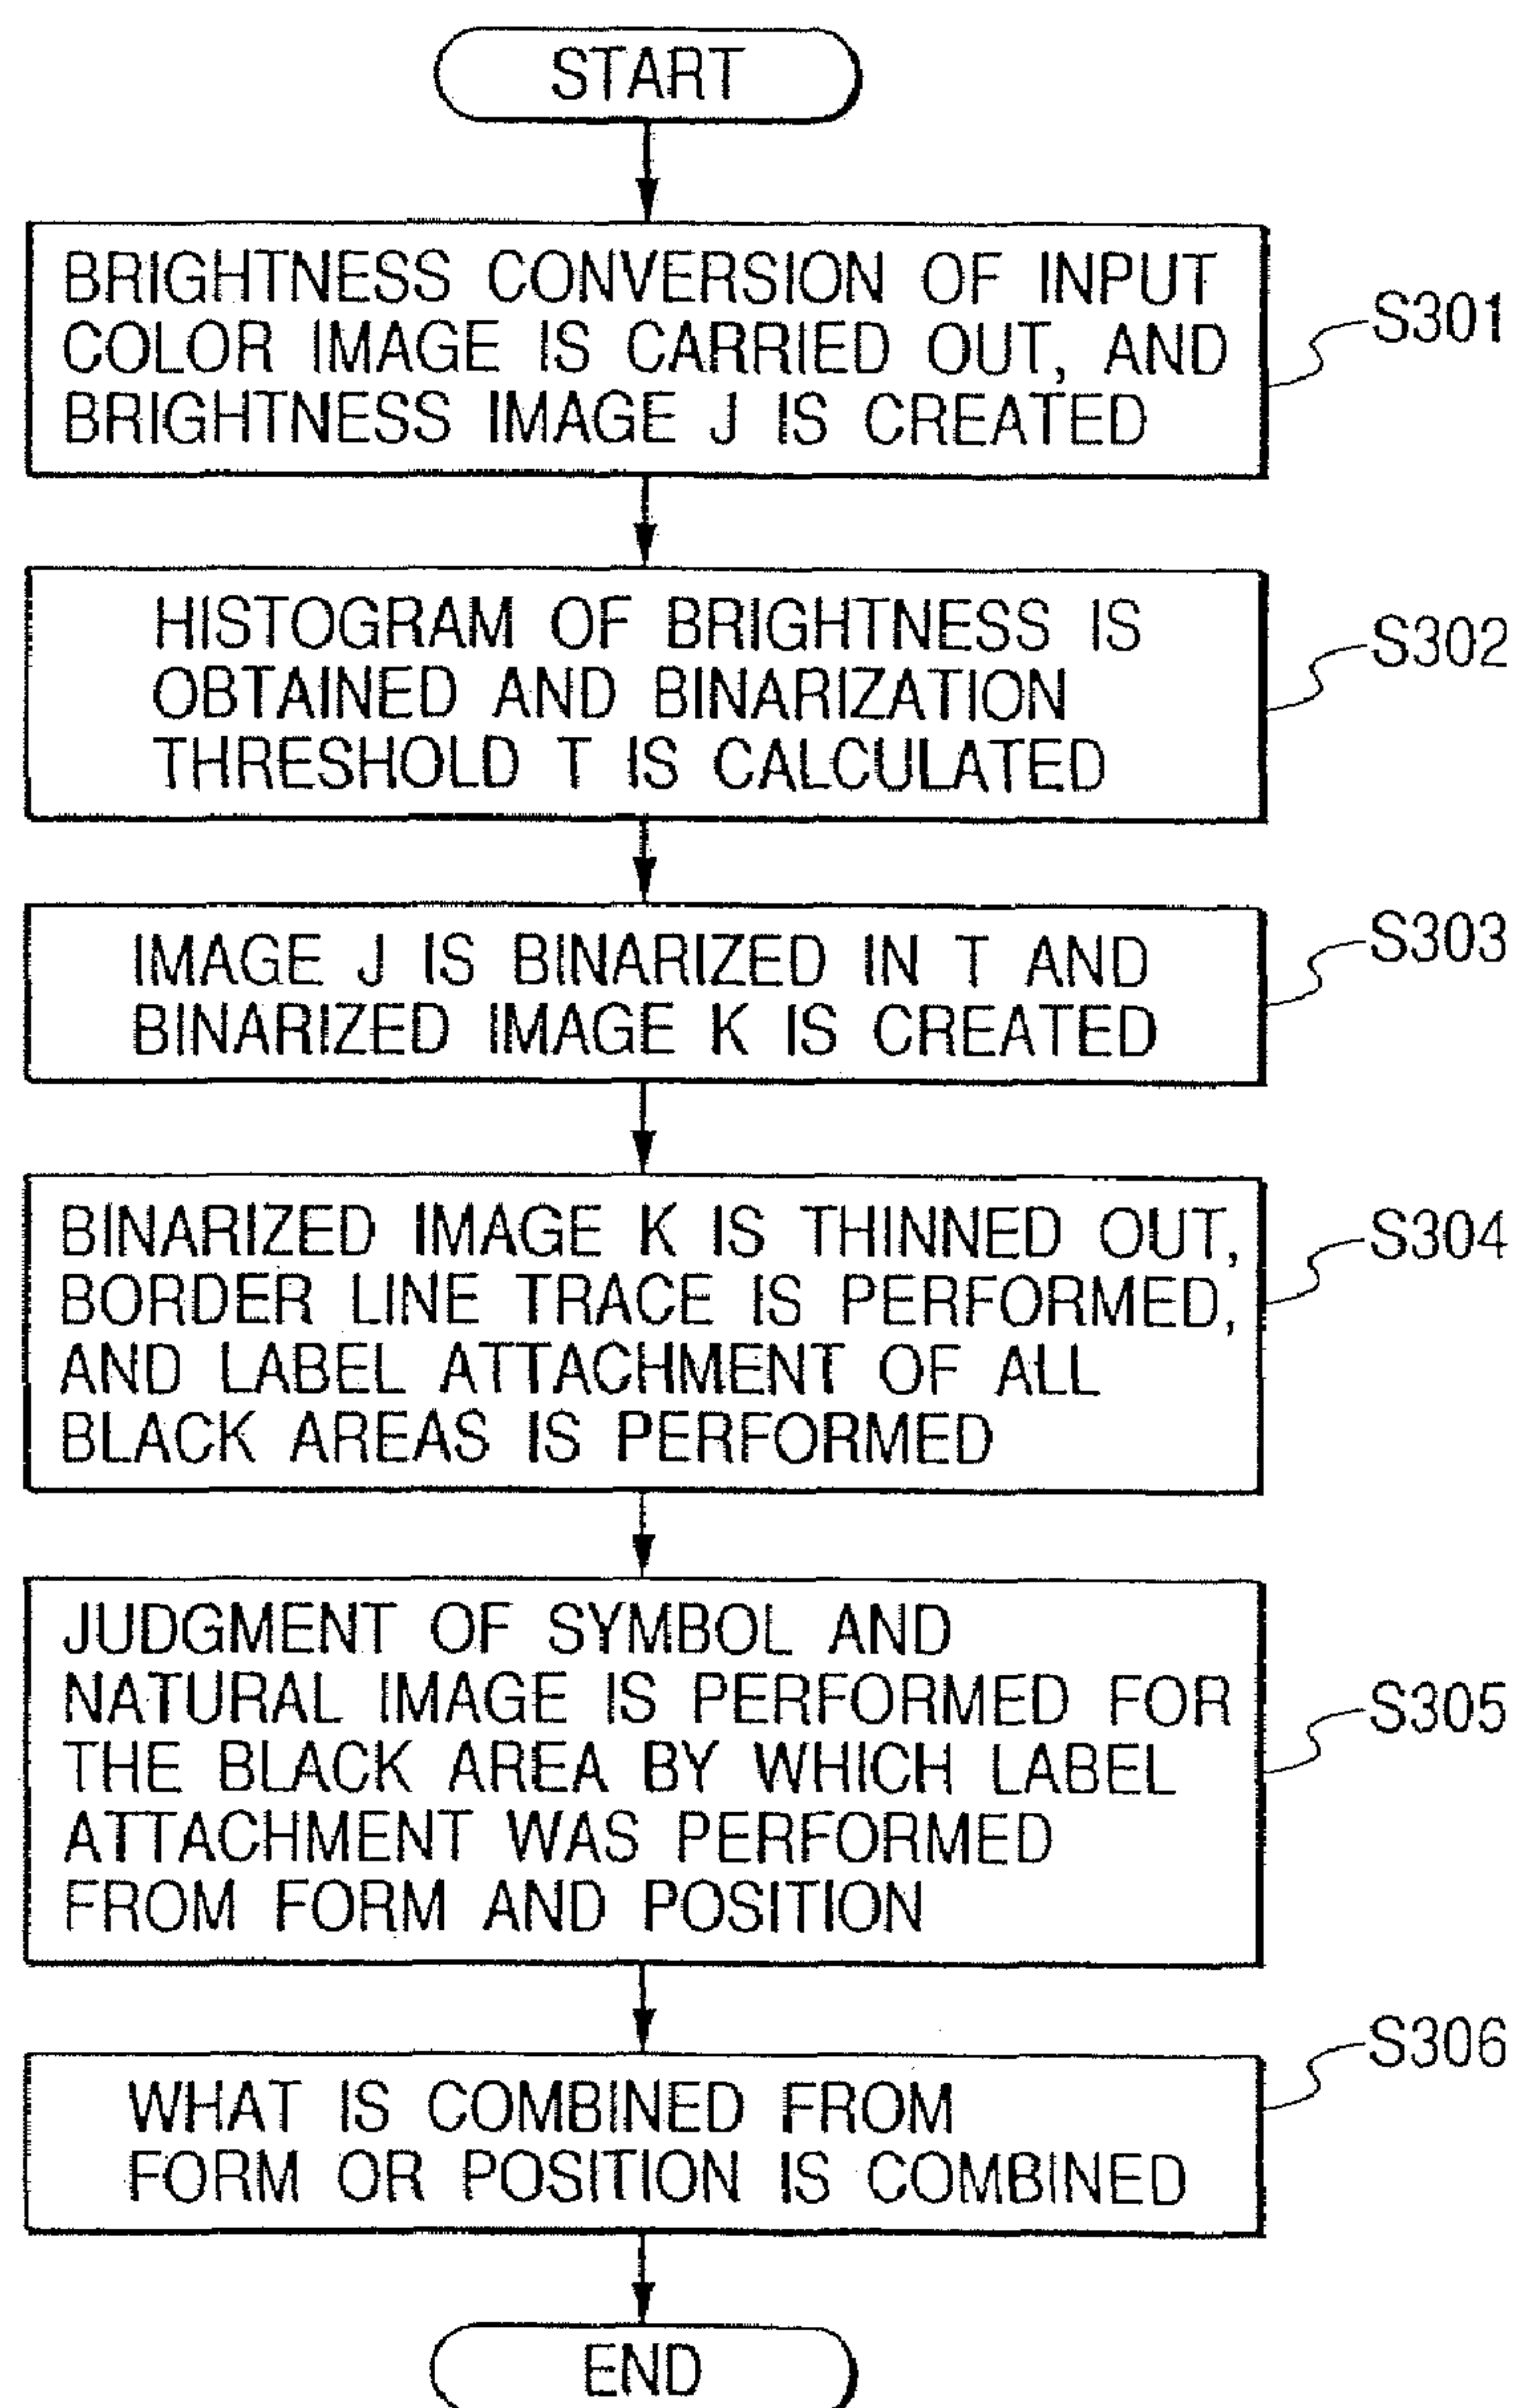 START
BRIGHTNESS CONVERSION OF INPUT
COLOR IMAGE IS CARRIED OUT, AND
BRIGHTNESS IMAGE J IS CREATED
S301
HISTOGRAM OF BRIGHTNESS IS
OBTAINED AND BINARIZATION
THRESHOLD T IS CALCULATED
S302
IMAGE J IS BINARIZED IN T AND
BINARIZED IMAGE K IS CREATED
S303
BINARIZED IMAGE K IS THINNED OUT,
BORDER LINE TRACE IS PERFORMED,
AND LABEL ATTACHMENT OF ALL
BLACK AREAS IS PERFORMED
S304
JUDGMENT OF SYMBOL AND
NATURAL IMAGE IS PERFORMED FOR
THE BLACK AREA BY WHICH LABEL
ATTACHMENT WAS PERFORMED
FROM FORM AND POSITION
S305
WHAT IS COMBINED FROM
FORM OR POSITION IS COMBINED
S306
END